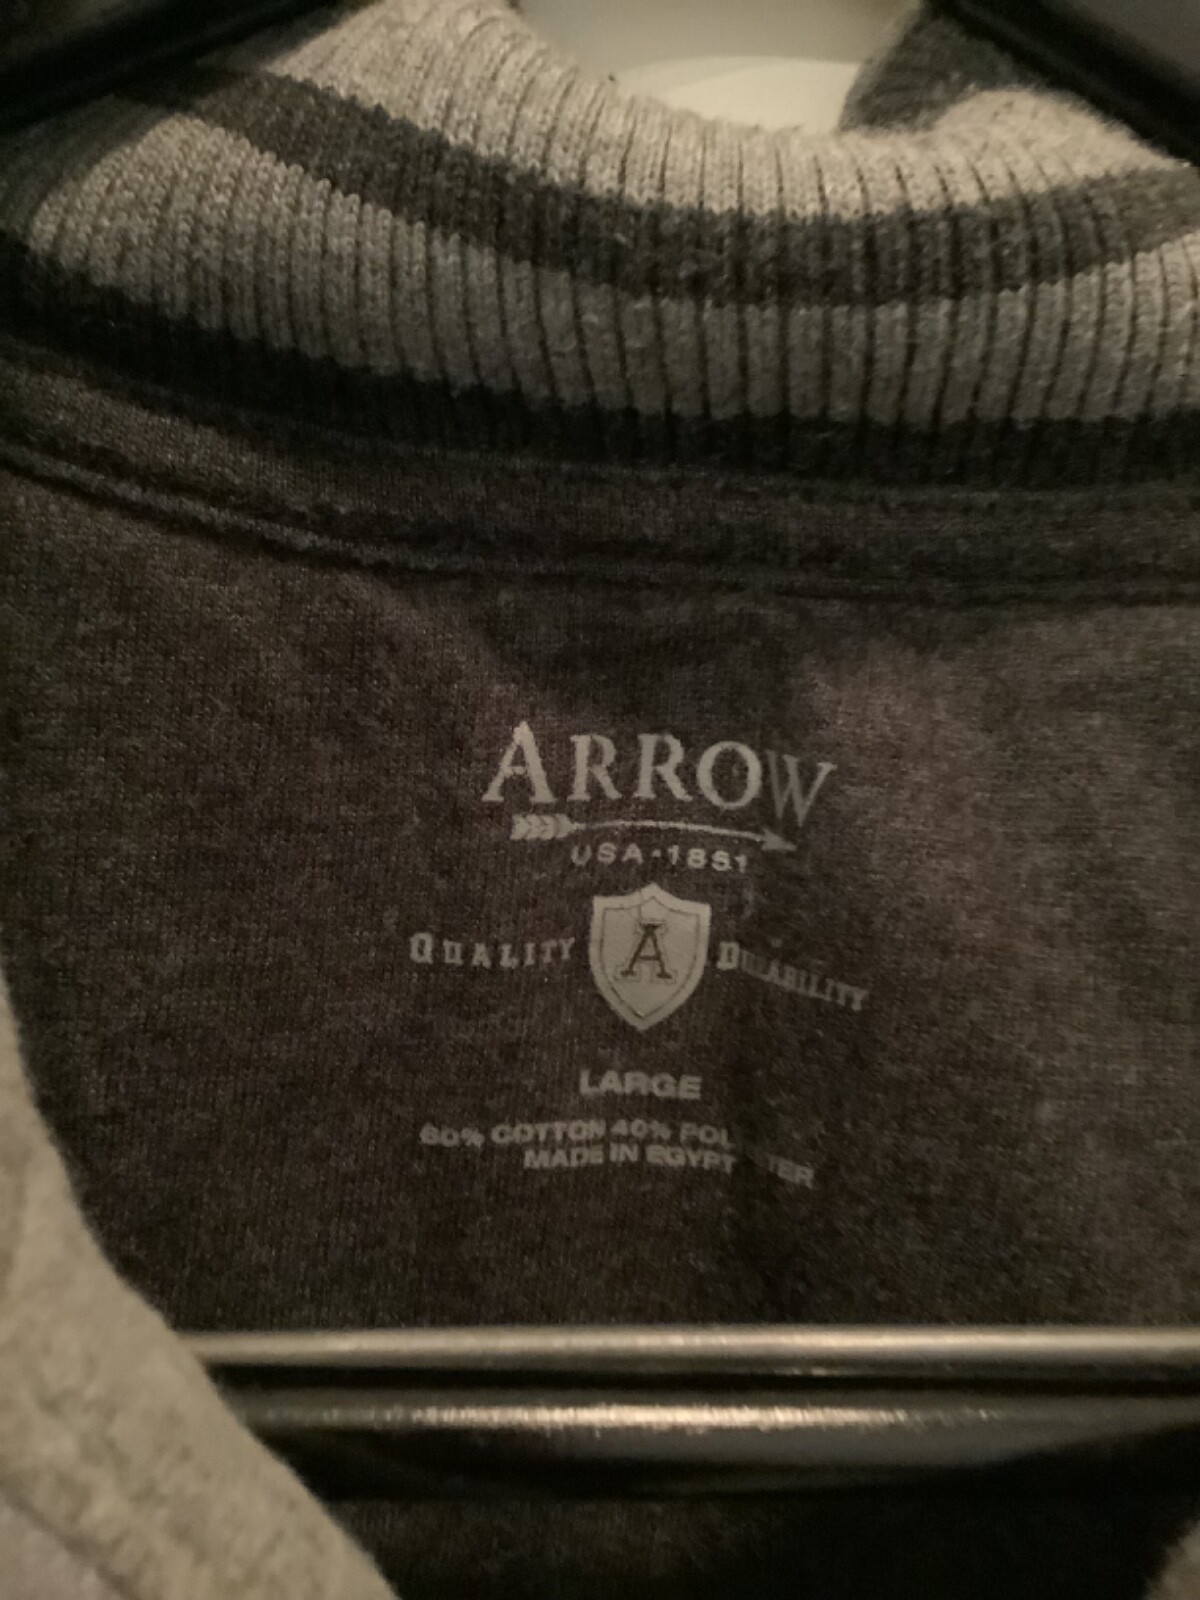 ARROW
USA·1851
QUALITY A DURABILITY
LARGE
60% COTTON 40% POLYESTER
MADE IN EGYPT